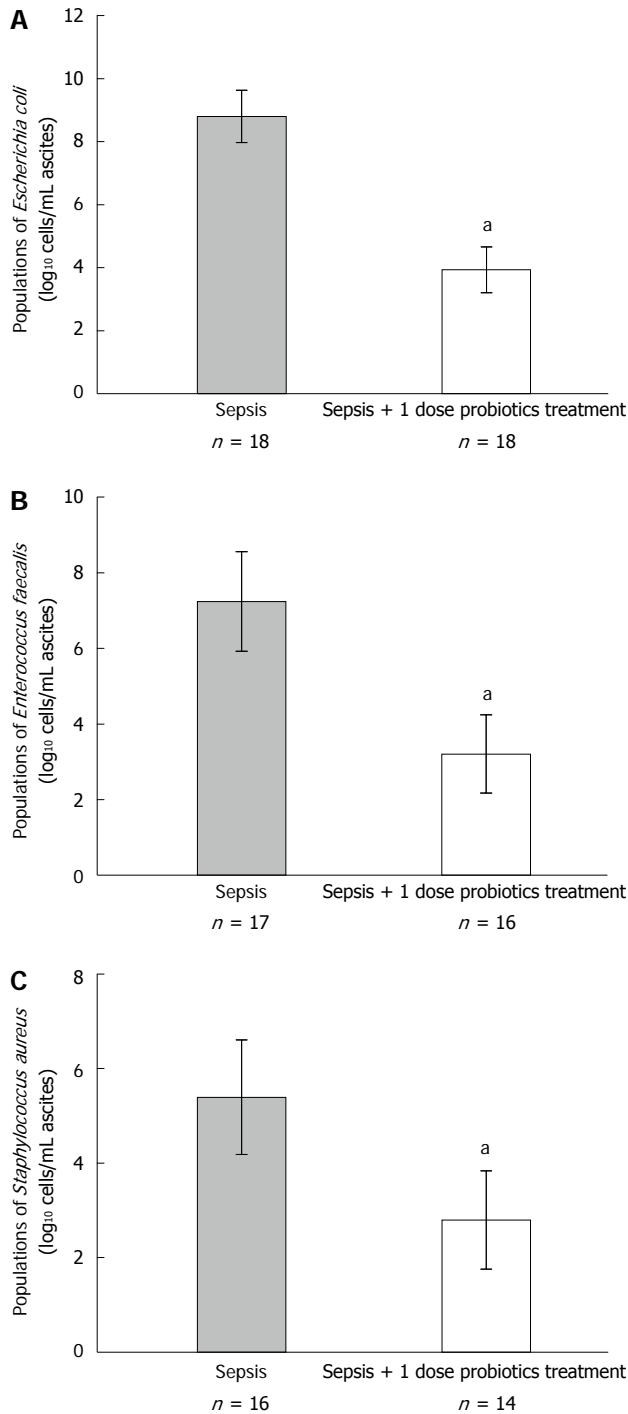 A
Populations of Escherichia coli
(log₁₀ cells/mL ascites)
12
10
8
6
4
2
0
a
Sepsis Sepsis + 1 dose probiotics treatment
n = 18 n = 18
B
Populations of Enterococcus faecalis
(log₁₀ cells/mL ascites)
10
8
6
4
2
0
a
Sepsis Sepsis + 1 dose probiotics treatment
n = 17 n = 16
C
Populations of Staphylococcus aureus
(log₁₀ cells/mL ascites)
8
6
4
2
0
a
Sepsis Sepsis + 1 dose probiotics treatment
n = 16 n = 14